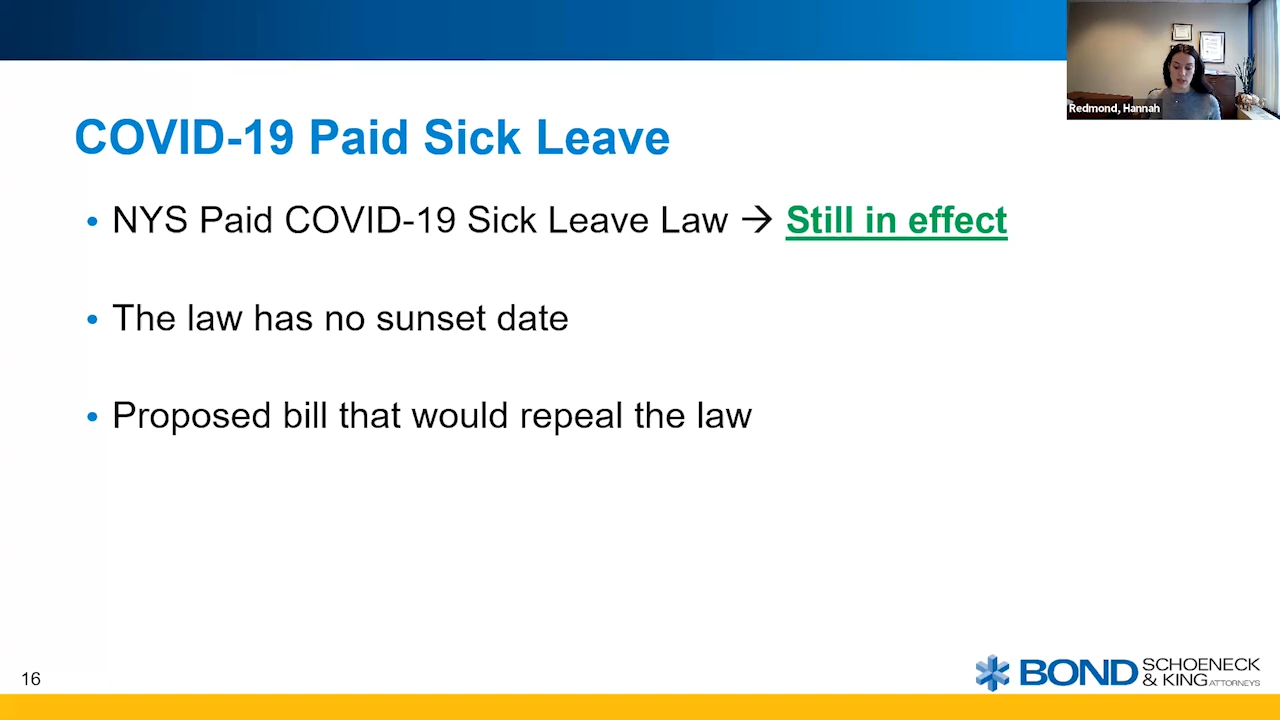 Redmond, Hannah
COVID-19 Paid Sick Leave
• NYS Paid COVID-19 Sick Leave Law → Still in effect
• The law has no sunset date
• Proposed bill that would repeal the law
16
BOND SCHOENECK
& KING ATTORNEYS